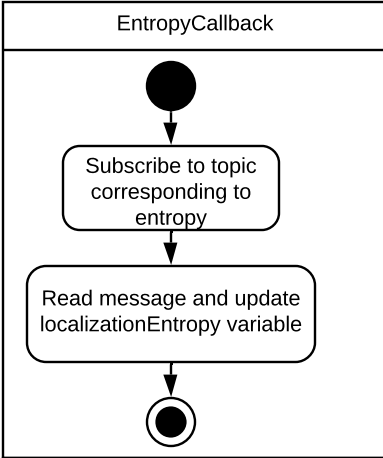 EntropyCallback
Subscribe to topic
corresponding to
entropy
Read message and update
localizationEntropy variable